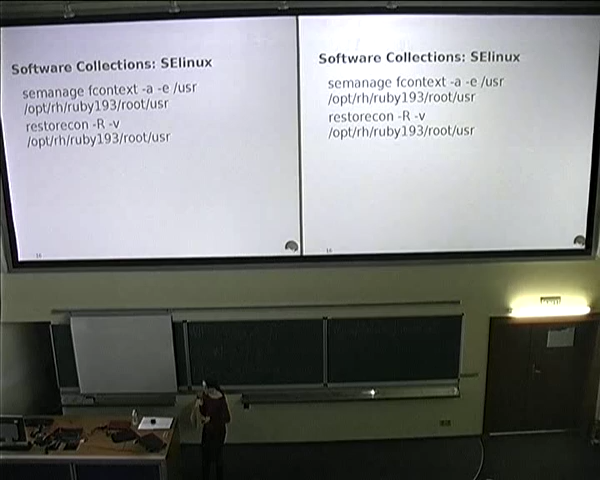 Software Collections: SElinux
semanage fcontext -a -e /usr
/opt/rh/ruby193/root/usr
restorecon -R -v
/opt/rh/ruby193/root/usr
Software Collections: SElinux
semanage fcontext -a -e /usr
/opt/rh/ruby193/root/usr
restorecon -R -v
/opt/rh/ruby193/root/usr